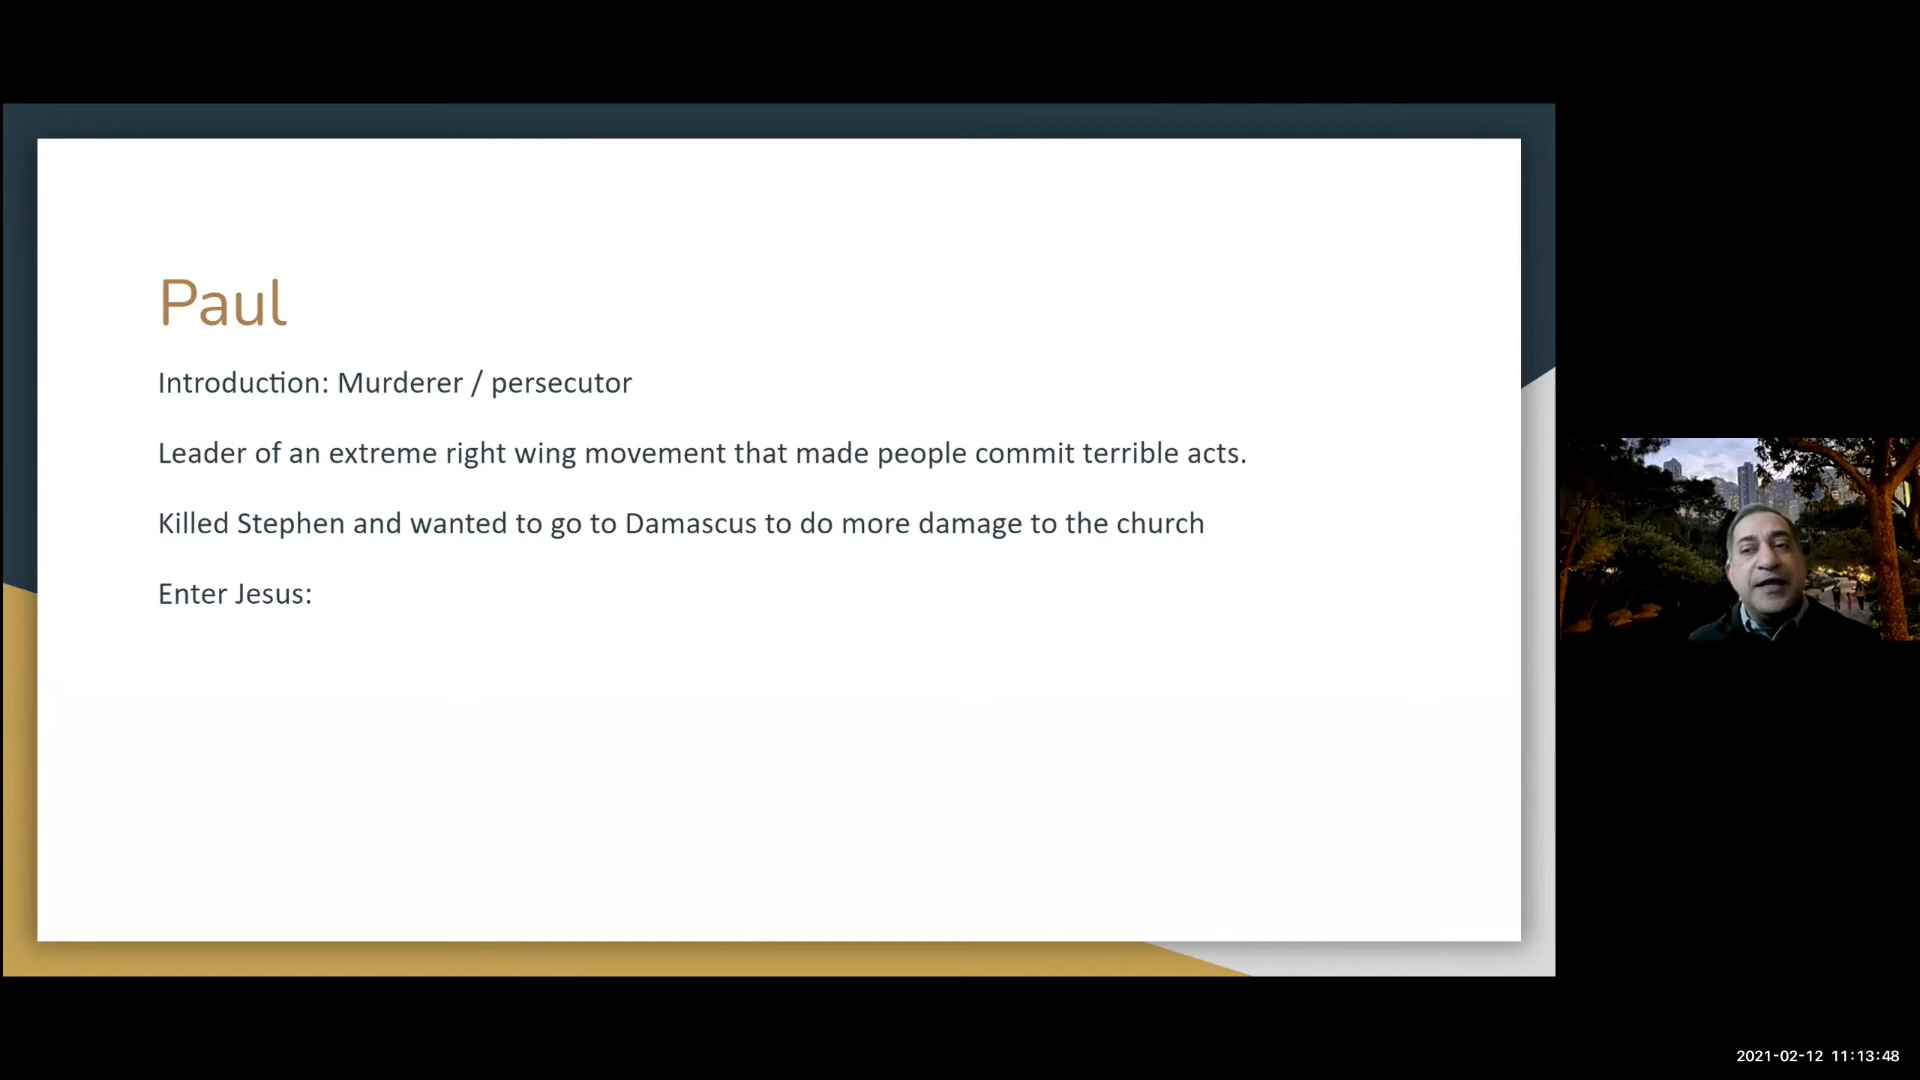 Paul
Introduction: Murderer / persecutor
Leader of an extreme right wing movement that made people commit terrible acts.
Killed Stephen and wanted to go to Damascus to do more damage to the church
Enter Jesus:
2021-02-12 11:13:48